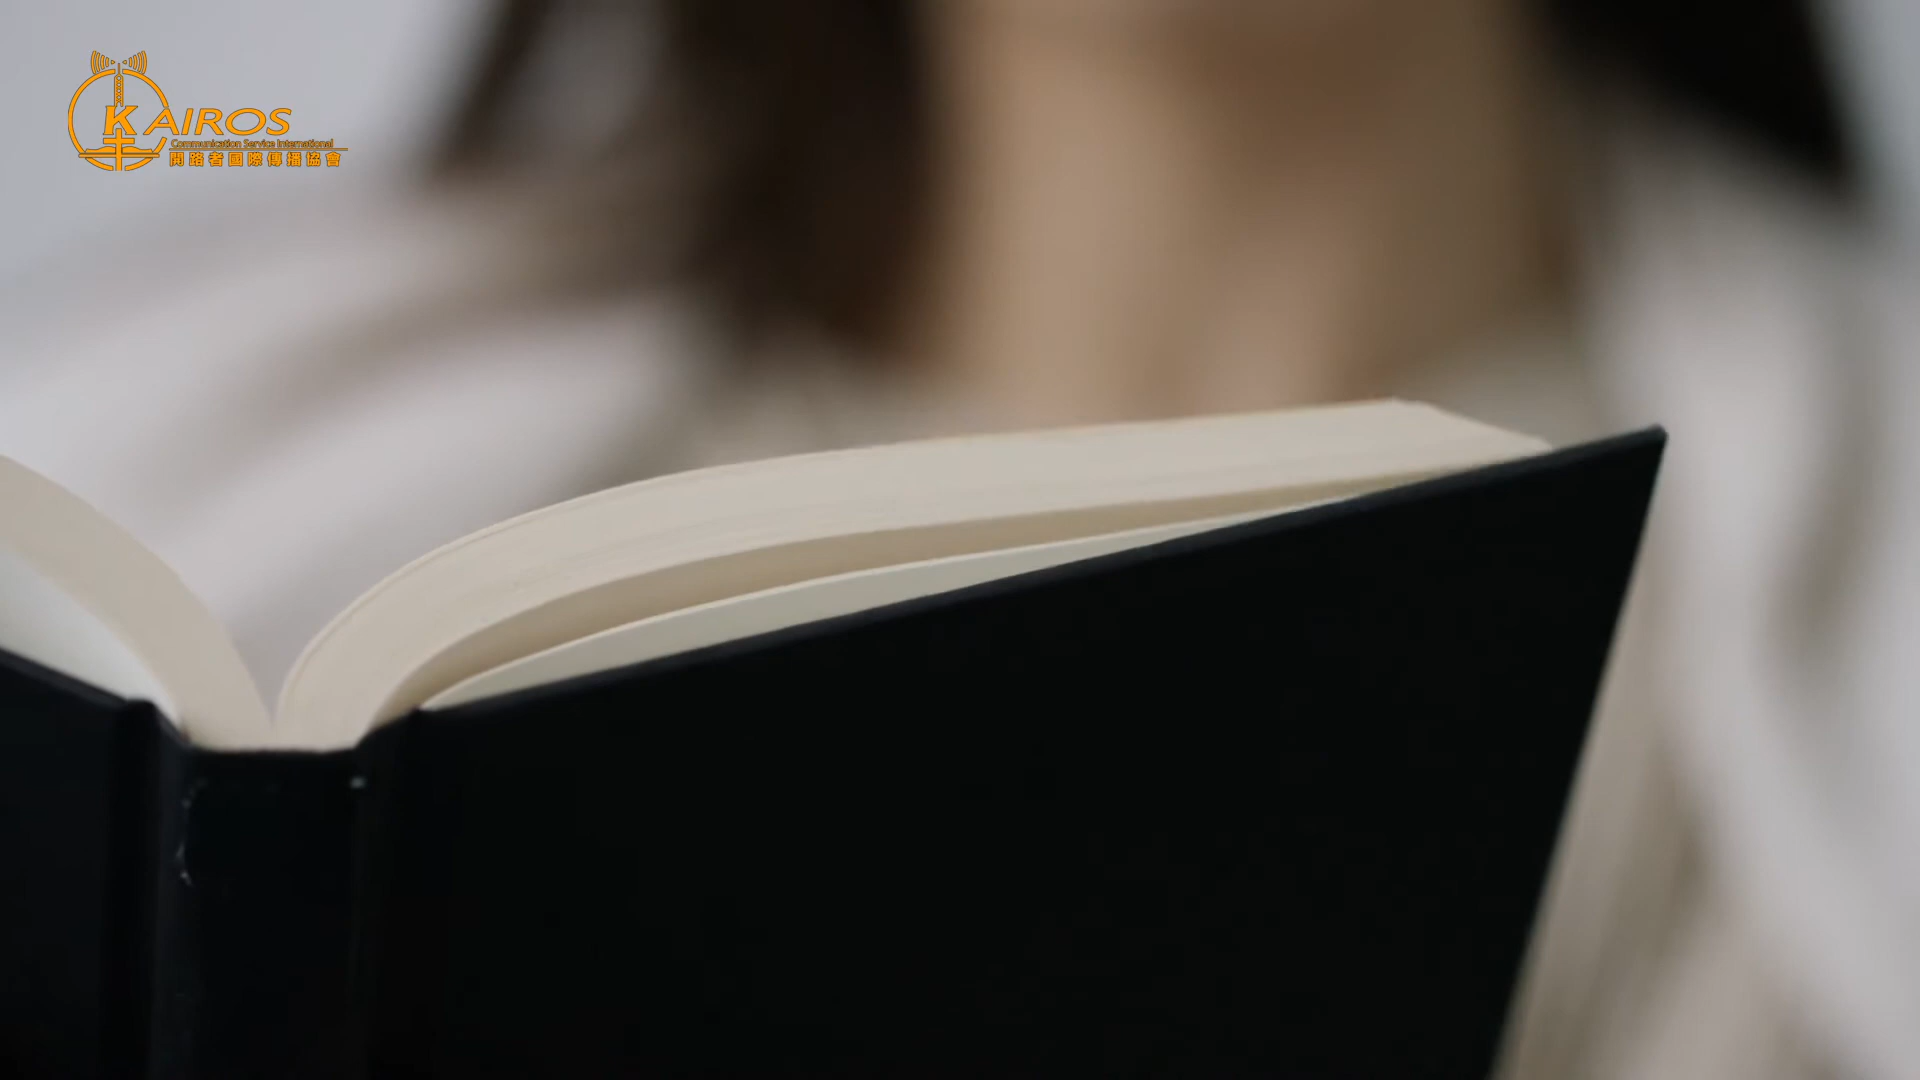 KAIROS
Communication Service International
開路者國際傳播協會